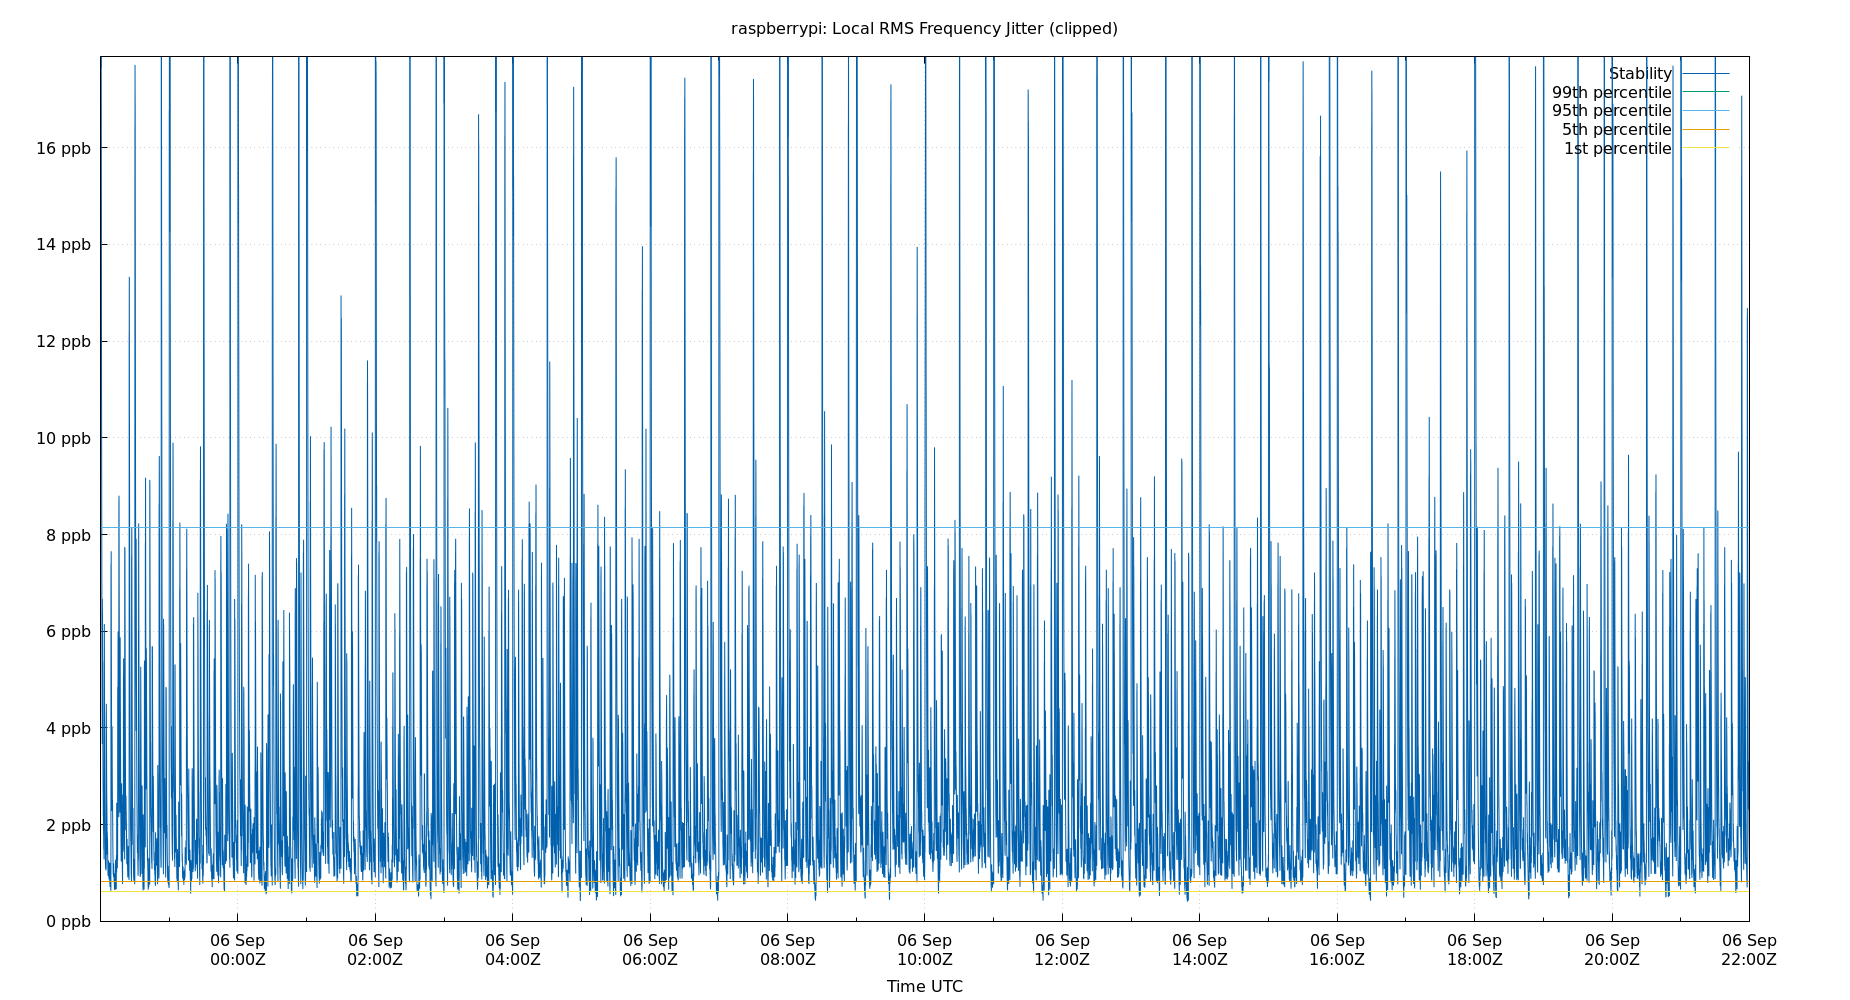 raspberrypi: Local RMS Frequency Jitter (clipped)
Stability
99th percentile
95th percentile
5th percentile
1st percentile
16 ppb
14 ppb
12 ppb
10 ppb
8 ppb
6 ppb
4 ppb
2 ppb
0 ppb
06 Sep 06 Sep 06 Sep 06 Sep 06 Sep 06 Sep 06 Sep 06 Sep 06 Sep 06 Sep 06 Sep 06 Sep
00:00Z 02:00Z 04:00Z 06:00Z 08:00Z 10:00Z 12:00Z 14:00Z 16:00Z 18:00Z 20:00Z 22:00Z
Time UTC